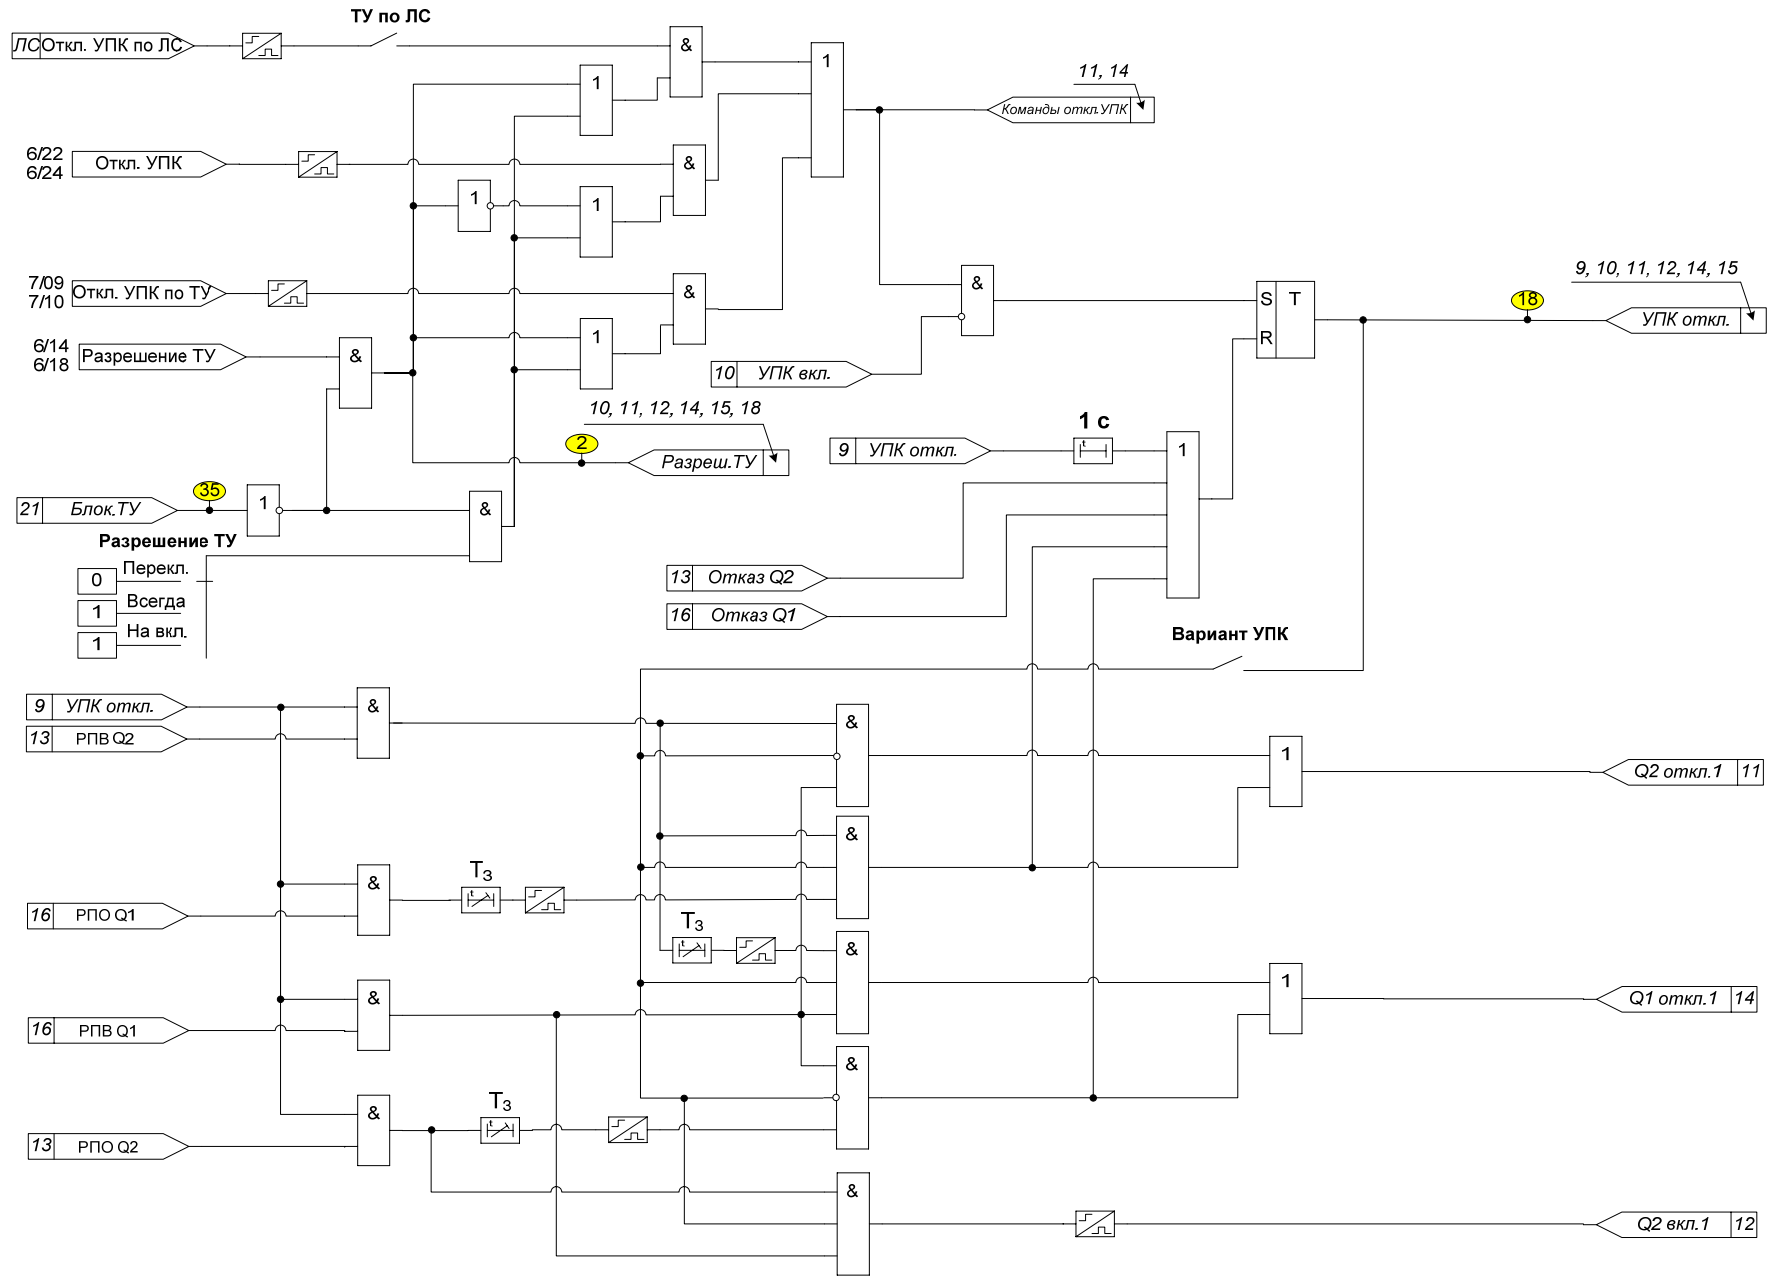 ТУ по ЛС
ЛС Откл. УПК по ЛС
&
1
1
11, 14
Команды откл.УПК
6/22
6/24
Откл. УПК
&
1
1
7/09
7/10
Откл. УПК по ТУ
&
&
S T
R
18
9, 10, 11, 12, 14, 15
УПК откл.
6/14
6/18
Разрешение ТУ
&
1
10 УПК вкл.
10, 11, 12, 14, 15, 18
2
Разреш.ТУ
1 с
9 УПК откл.
1
21 Блок.ТУ
35
1
&
Разрешение ТУ
0 Перекл.
1 Всегда
1 На вкл.
13 Отказ Q2
16 Отказ Q1
Вариант УПК
9 УПК откл.
13 РПВ Q2
&
&
1
Q2 откл.1 11
&
16 РПО Q1
&
Т3
Т3
&
1
Q1 откл.1 14
16 РПВ Q1
&
&
13 РПО Q2
&
Т3
&
Q2 вкл.1 12